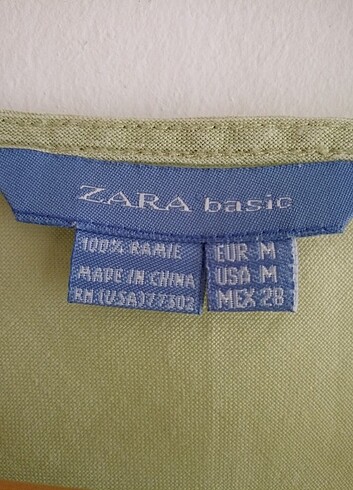 ZARA basic
100% RAMIE
MADE IN CHINA
RN (USA) 77302
EUR M
USA M
MEX 28